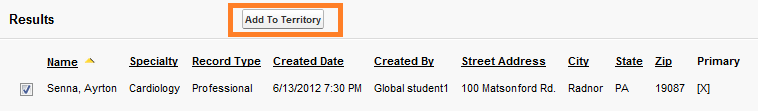 Results Add To Territory
Name Specialty Record Type Created Date Created By Street Address City State Zip Primary
Senna, Ayrton Cardiology Professional 6/13/2012 7:30 PM Global student1 100 Matsonford Rd. Radnor PA 19087 [X]